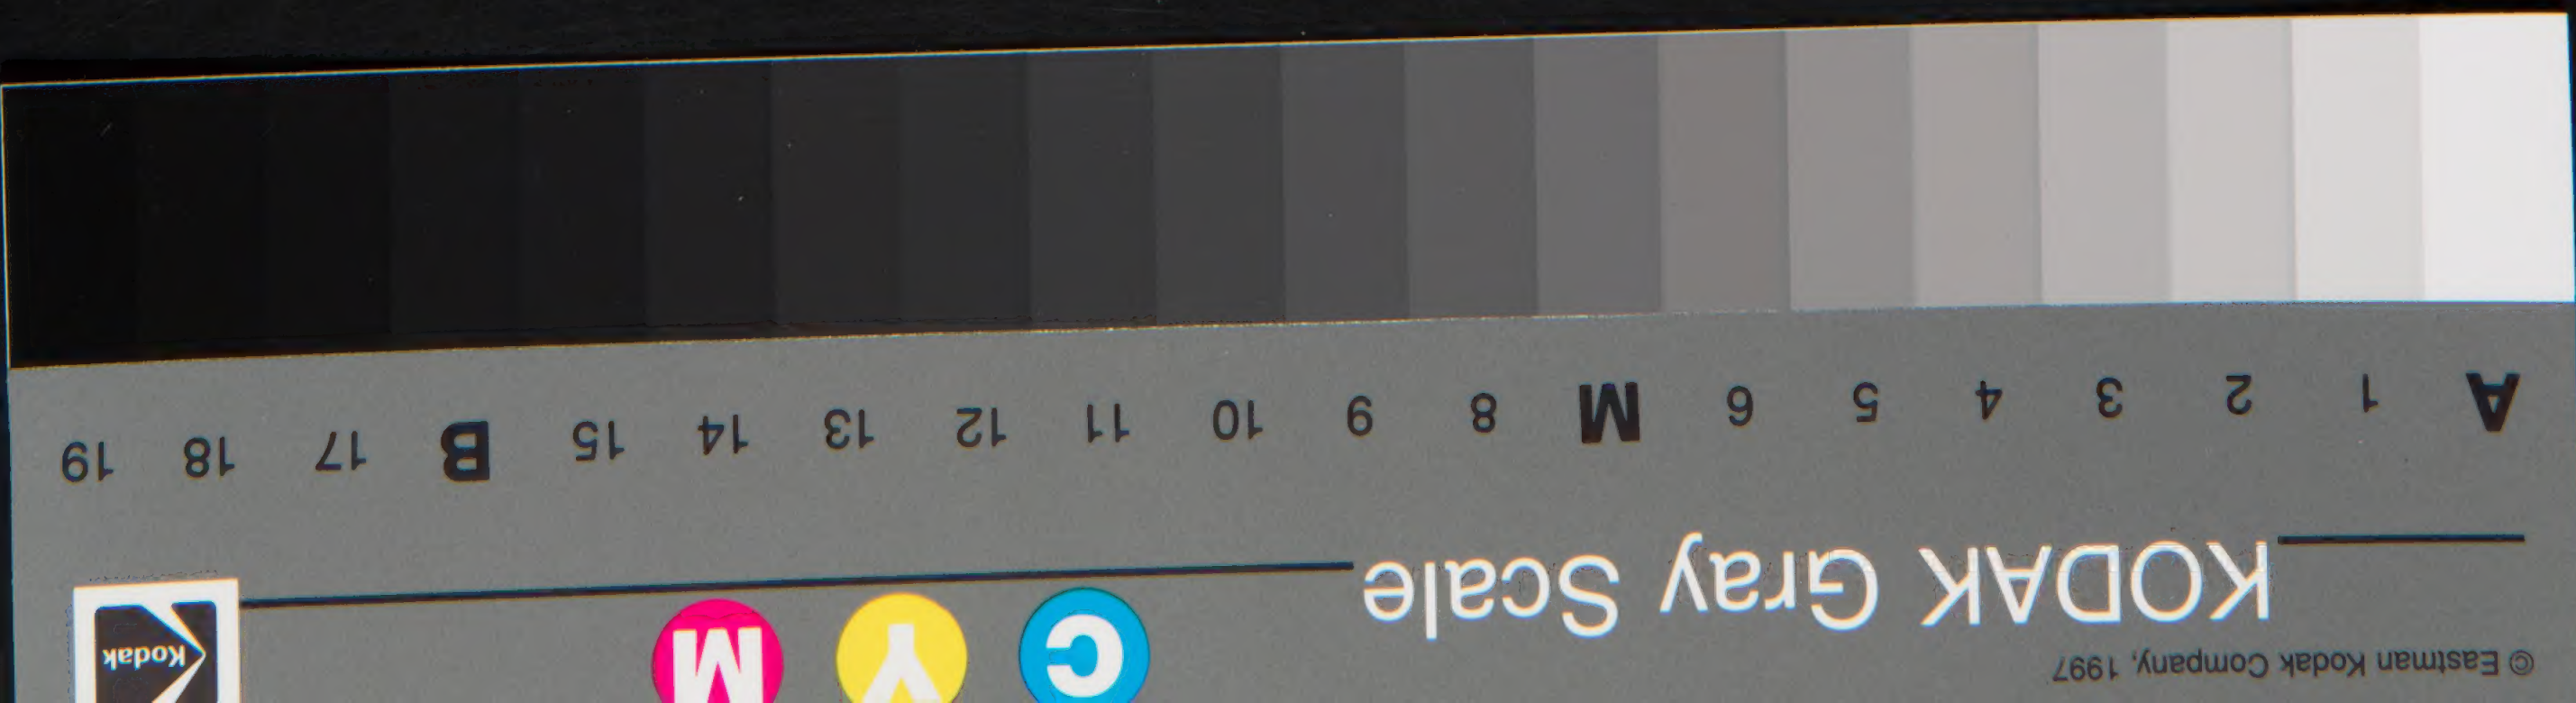 © Eastman Kodak Company, 1997
KODAK Gray Scale
C Y M
Kodak
A 1 2 3 4 5 6 M 8 9 10 11 12 13 14 15 B 17 18 19